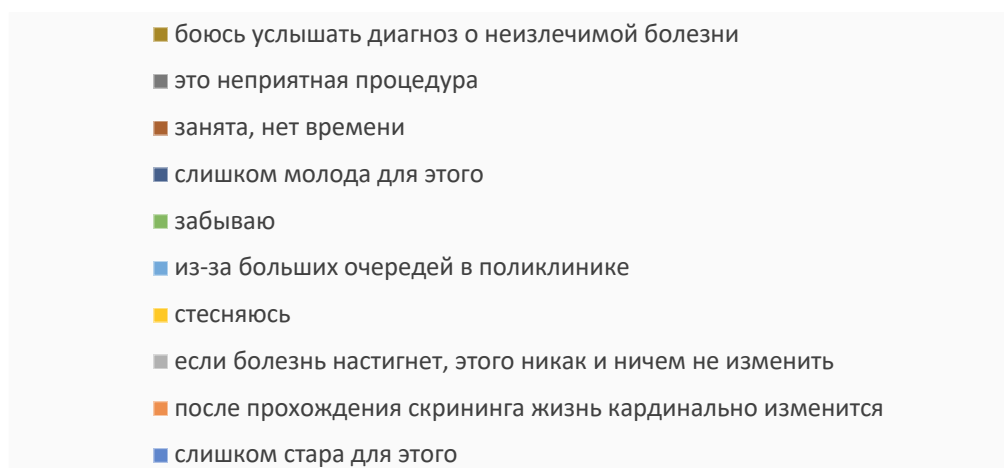 боюсь услышать диагноз о неизлечимой болезни
это неприятная процедура
занята, нет времени
слишком молода для этого
забываю
из-за больших очередей в поликлинике
стесняюсь
если болезнь настигнет, этого никак и ничем не изменить
после прохождения скрининга жизнь кардинально изменится
слишком стара для этого